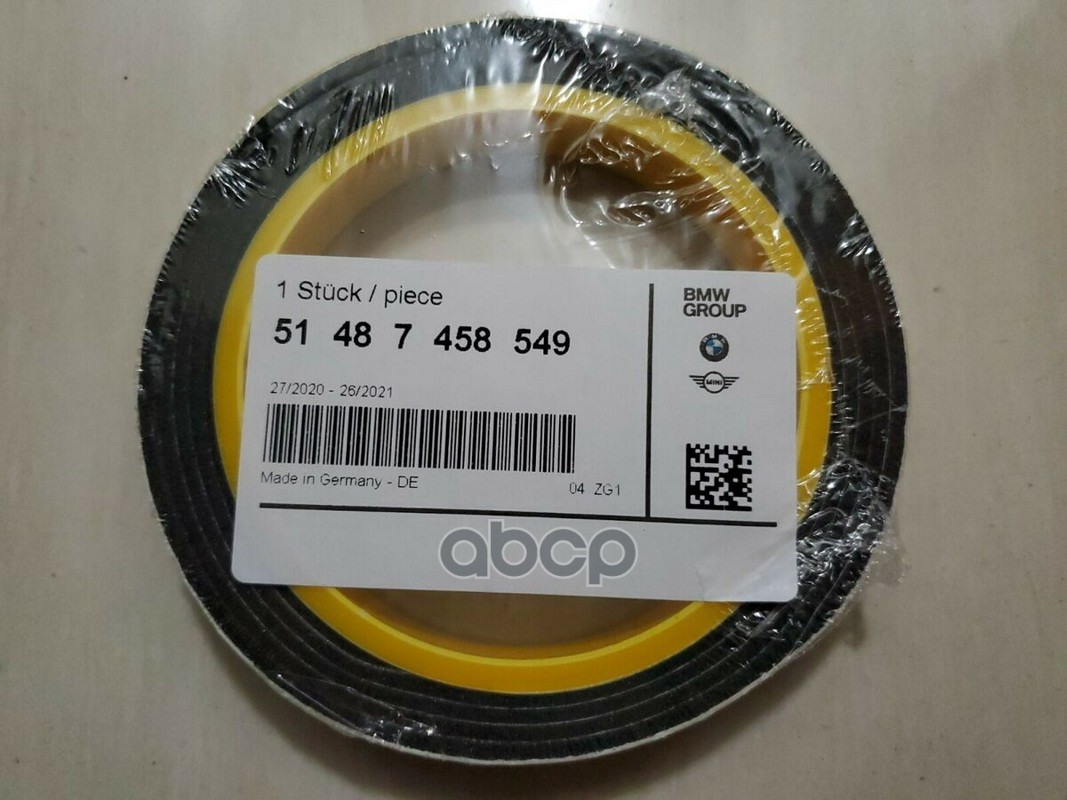 1 Stück / piece
51 48 7 458 549
27/2020 - 26/2021
Made in Germany - DE
04 ZG1
BMW
GROUP
MINI
abcp